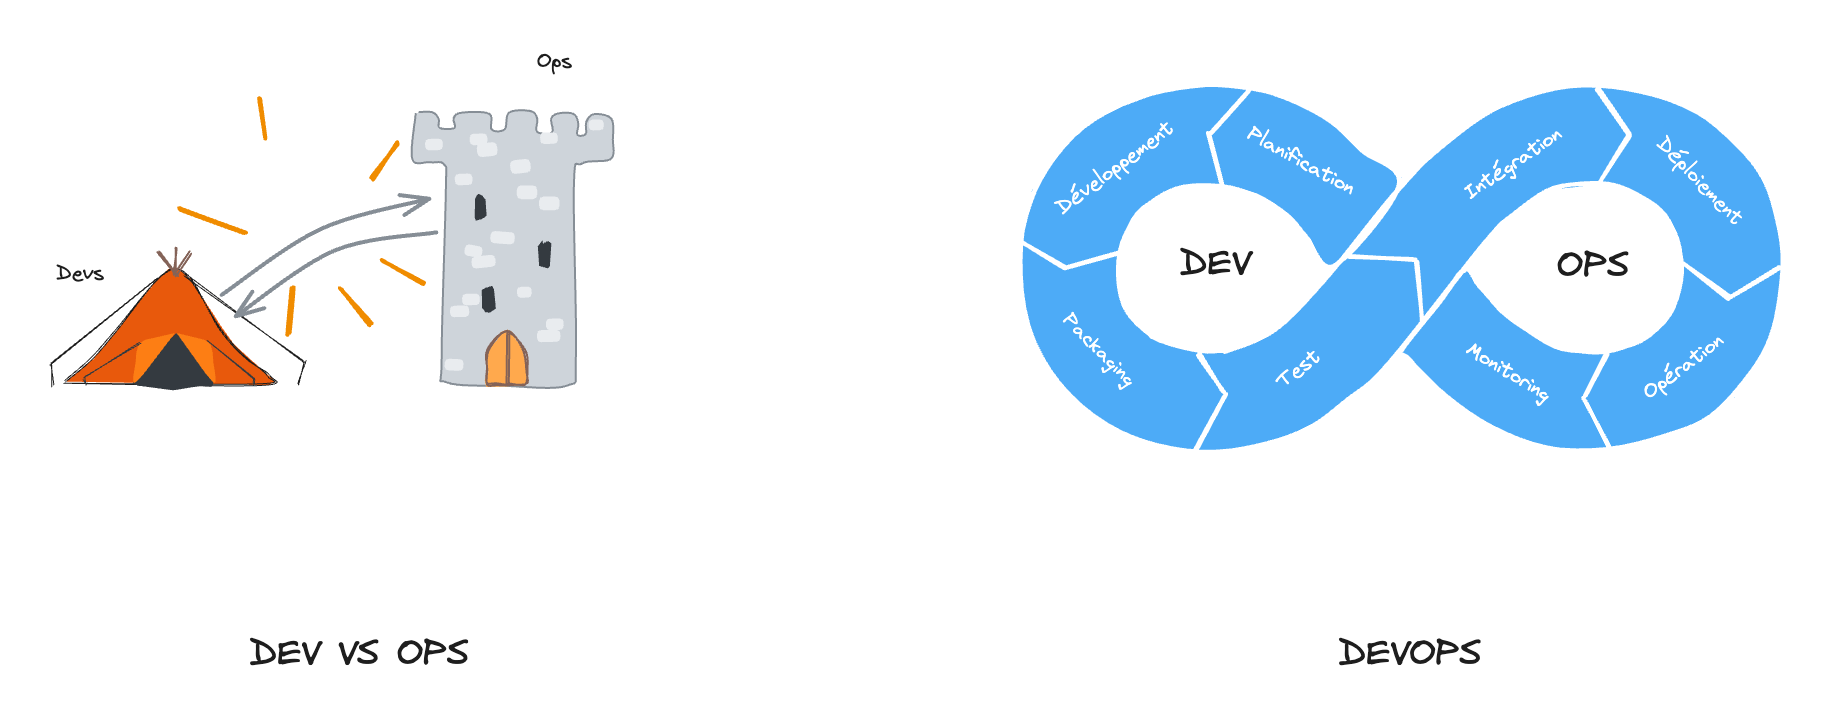 Ops
Devs
DEV VS OPS
Planification
Développement
Packaging
Test
Intégration
Déploiement
Opération
Monitoring
DEV
OPS
DEVOPS